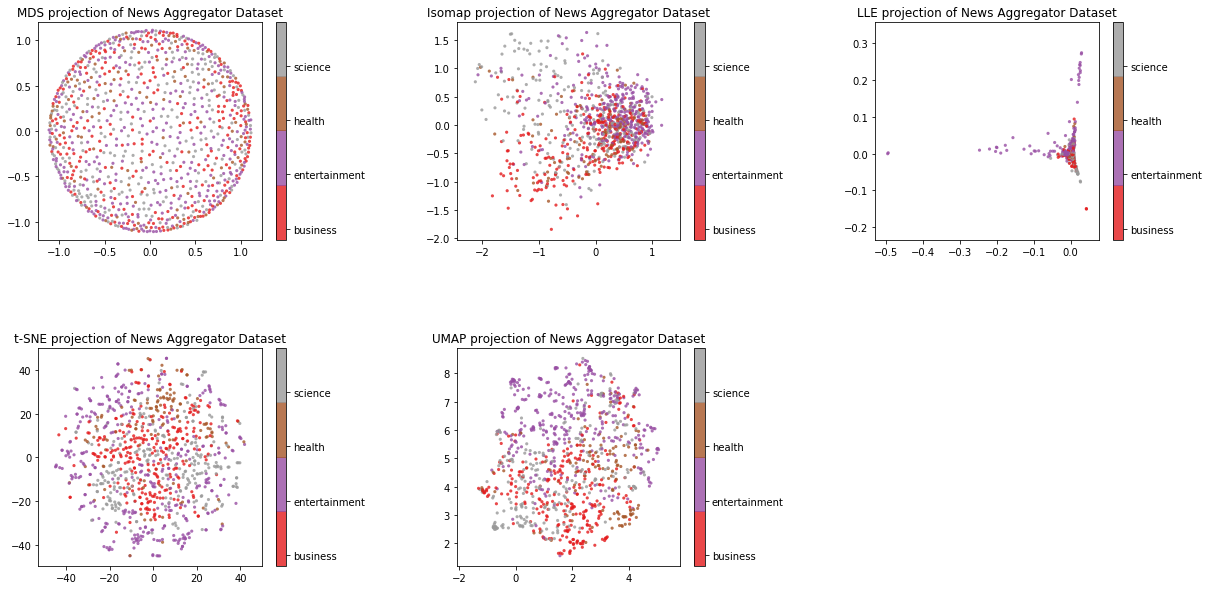 MDS projection of News Aggregator Dataset
1.0
0.5
0.0
−0.5
−1.0
−1.0 −0.5 0.0 0.5 1.0
science
health
entertainment
business
Isomap projection of News Aggregator Dataset
1.5
1.0
0.5
0.0
−0.5
−1.0
−1.5
−2.0
−2 −1 0 1
science
health
entertainment
business
LLE projection of News Aggregator Dataset
0.3
0.2
0.1
0.0
−0.1
−0.2
−0.5 −0.4 −0.3 −0.2 −0.1 0.0
science
health
entertainment
business
t-SNE projection of News Aggregator Dataset
40
20
0
−20
−40
−40 −20 0 20 40
science
health
entertainment
business
UMAP projection of News Aggregator Dataset
8
7
6
5
4
3
2
−2 0 2 4
science
health
entertainment
business